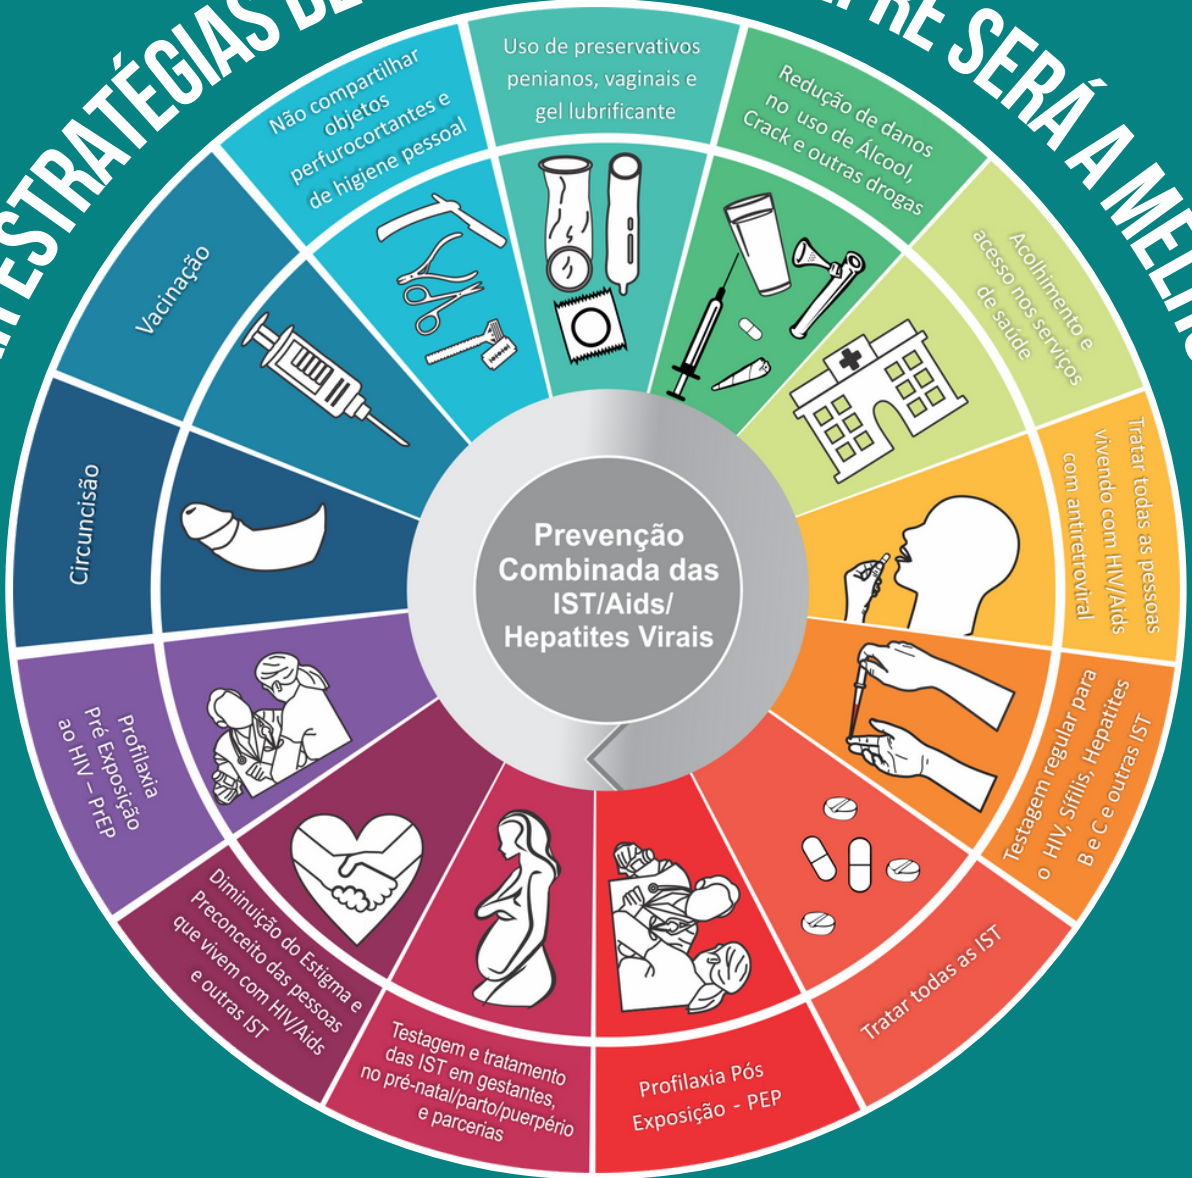 ESTRATÉGIAS
SERÁ A
Uso de preservativos
penianos, vaginais e
gel lubrificante
Redução de danos
no uso de Álcool,
Crack e outras drogas
Acolhimento e
acesso nos serviços
de saúde
Tratar todas as pessoas
vivendo com HIV/Aids
com antiretroviral
Testagem regular para
o HIV, Sífilis, Hepatites
B e C e outras IST
Tratar todas as IST
Profilaxia Pós
Exposição - PEP
Testagem e tratamento
das IST em gestantes,
no pré-natal/parto/puerpério
e parcerias
Diminuição do Estigma e
Preconceito das pessoas
que vivem com HIV/Aids
e outras IST
Profilaxia
Pré Exposição
ao HIV – PrEP
Circuncisão
Vacinação
Não compartilhar
objetos
perfurocortantes e
de higiene pessoal
Prevenção
Combinada das
IST/Aids/
Hepatites Virais